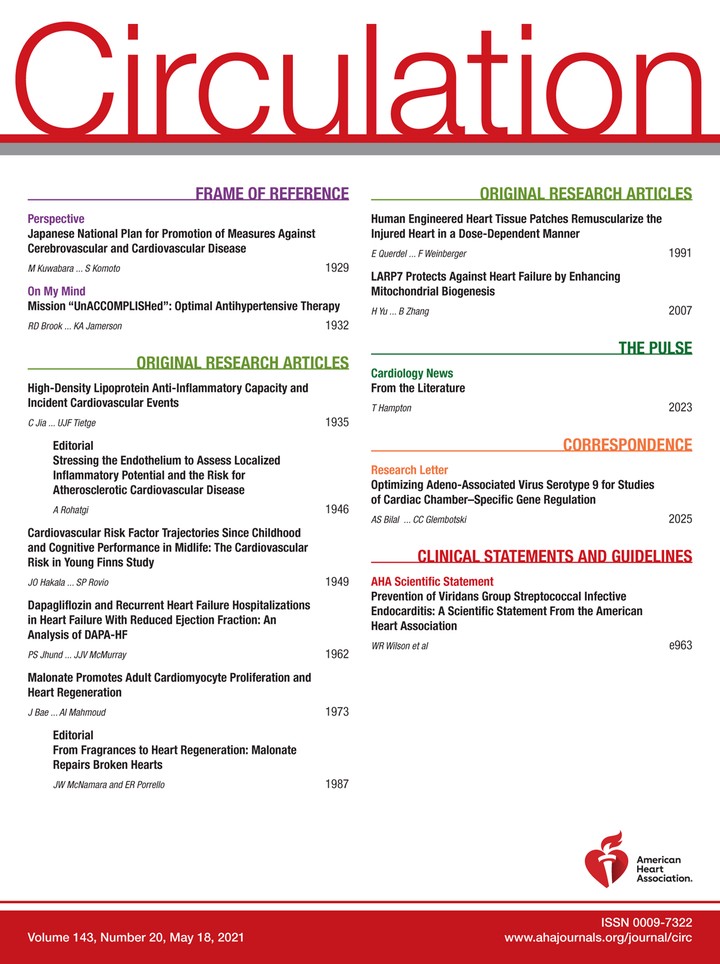 Circulation
FRAME OF REFERENCE
Perspective
Japanese National Plan for Promotion of Measures Against
Cerebrovascular and Cardiovascular Disease
M Kuwabara ... S Komoto 1929
On My Mind
Mission “UnACCOMPLISHed”: Optimal Antihypertensive Therapy
RD Brook ... KA Jamerson 1932
ORIGINAL RESEARCH ARTICLES
High-Density Lipoprotein Anti-Inflammatory Capacity and
Incident Cardiovascular Events
C Jia ... UJF Tietge 1935
Editorial
Stressing the Endothelium to Assess Localized
Inflammatory Potential and the Risk for
Atherosclerotic Cardiovascular Disease
A Rohatgi 1946
Cardiovascular Risk Factor Trajectories Since Childhood
and Cognitive Performance in Midlife: The Cardiovascular
Risk in Young Finns Study
JO Hakala ... SP Rovio 1949
Dapagliflozin and Recurrent Heart Failure Hospitalizations
in Heart Failure With Reduced Ejection Fraction: An
Analysis of DAPA-HF
PS Jhund ... JJV McMurray 1962
Malonate Promotes Adult Cardiomyocyte Proliferation and
Heart Regeneration
J Bae ... AI Mahmoud 1973
Editorial
From Fragrances to Heart Regeneration: Malonate
Repairs Broken Hearts
JW McNamara and ER Porrello 1987
ORIGINAL RESEARCH ARTICLES
Human Engineered Heart Tissue Patches Remuscularize the
Injured Heart in a Dose-Dependent Manner
E Querdel ... F Weinberger 1991
LARP7 Protects Against Heart Failure by Enhancing
Mitochondrial Biogenesis
H Yu ... B Zhang 2007
THE PULSE
Cardiology News
From the Literature
T Hampton 2023
CORRESPONDENCE
Research Letter
Optimizing Adeno-Associated Virus Serotype 9 for Studies
of Cardiac Chamber–Specific Gene Regulation
AS Bilal ... CC Glembotski 2025
CLINICAL STATEMENTS AND GUIDELINES
AHA Scientific Statement
Prevention of Viridans Group Streptococcal Infective
Endocarditis: A Scientific Statement From the American
Heart Association
WR Wilson et al e963
American
Heart
Association.
ISSN 0009-7322
Volume 143, Number 20, May 18, 2021 www.ahajournals.org/journal/circ